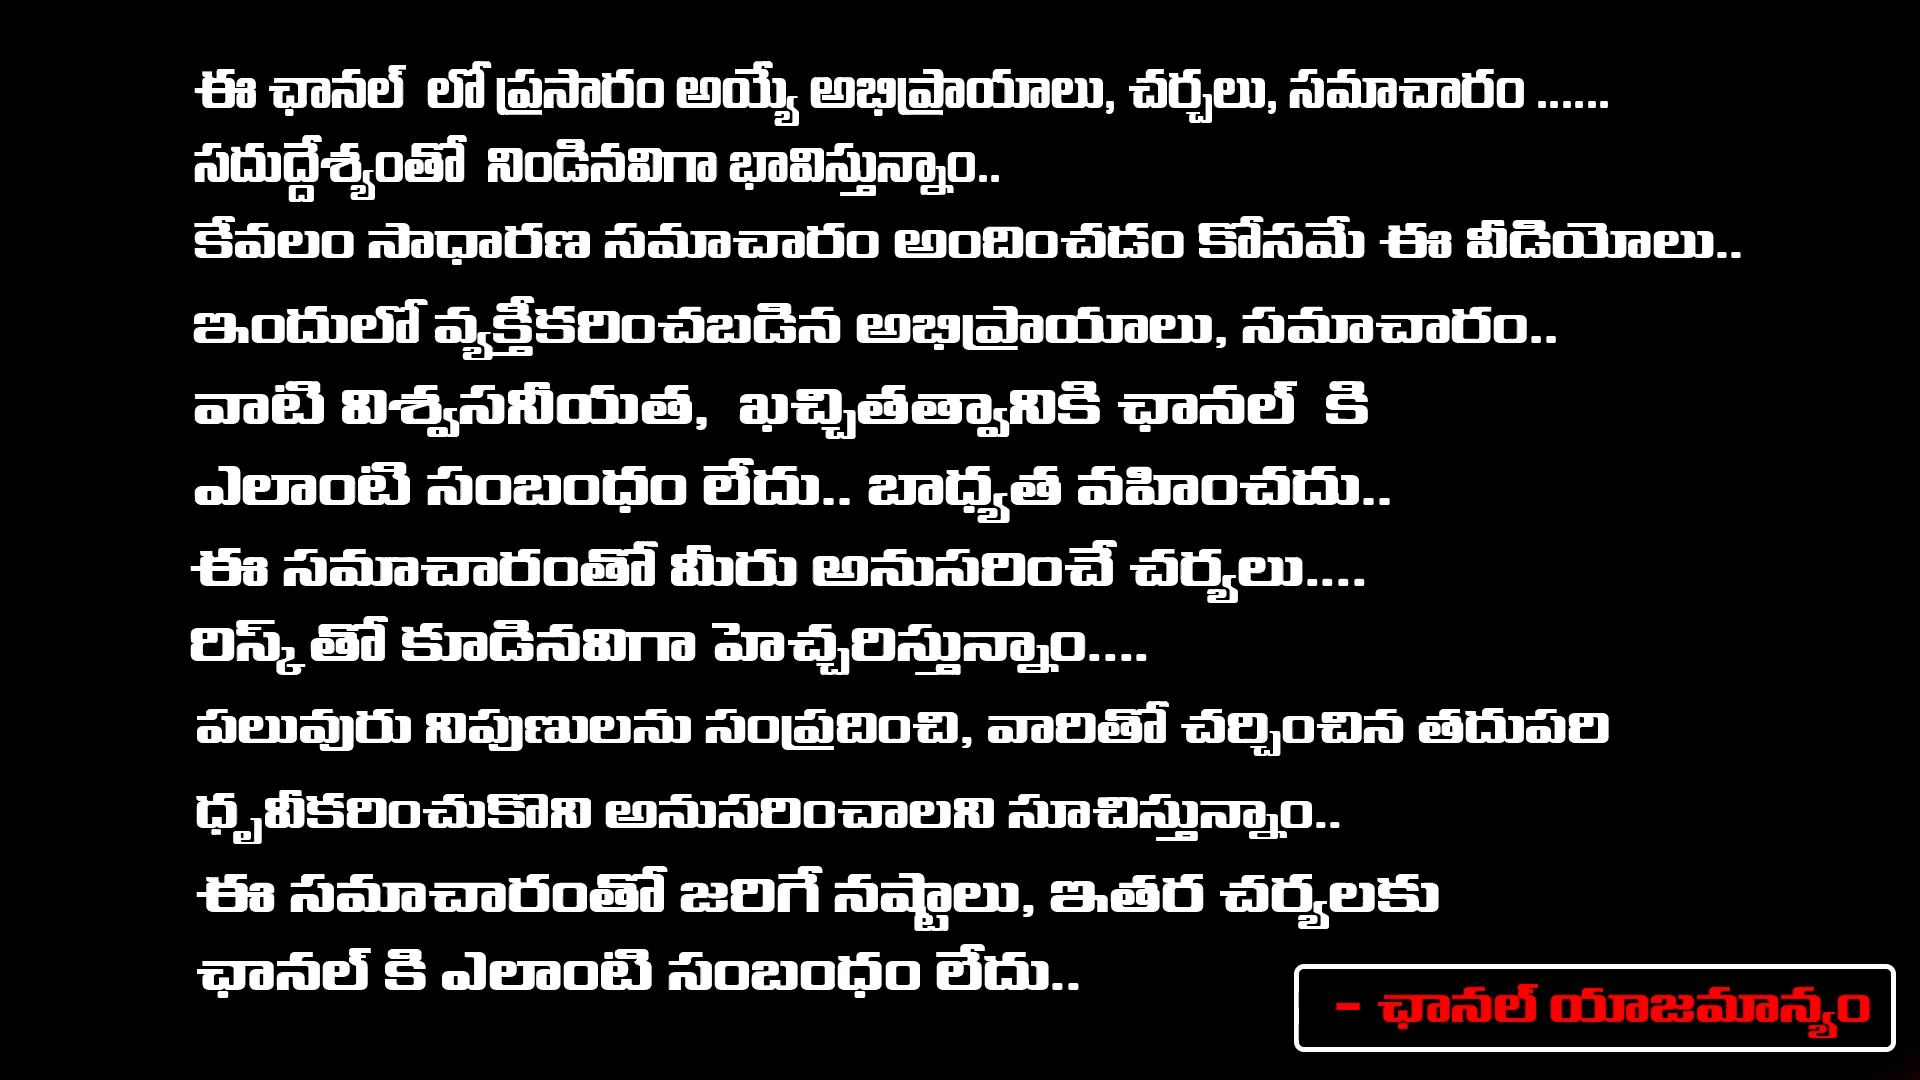 ఈ ఛానల్ లో ప్రసారం అయ్యే అభిప్రాయాలు, చర్చలు, సమాచారం ......
సదుద్దేశ్యంతో నిండినవిగా భావిస్తున్నాం..
కేవలం సాధారణ సమాచారం అందించడం కోసమే ఈ వీడియోలు..
ఇందులో వ్యక్తీకరించబడిన అభిప్రాయాలు, సమాచారం..
వాటి విశ్వసనీయత, ఖచ్చితత్వానికి ఛానల్ కి
ఎలాంటి సంబంధం లేదు.. బాధ్యత వహించదు..
ఈ సమాచారంతో మీరు అనుసరించే చర్యలు....
రిస్క్ తో కూడినవిగా హెచ్చరిస్తున్నాం....
పలువురు నిపుణులను సంప్రదించి, వారితో చర్చించిన తదుపరి
ధృవీకరించుకొని అనుసరించాలని సూచిస్తున్నాం..
ఈ సమాచారంతో జరిగే నష్టాలు, ఇతర చర్యలకు
ఛానల్ కి ఎలాంటి సంబంధం లేదు..
- ఛానల్ యాజమాన్యం